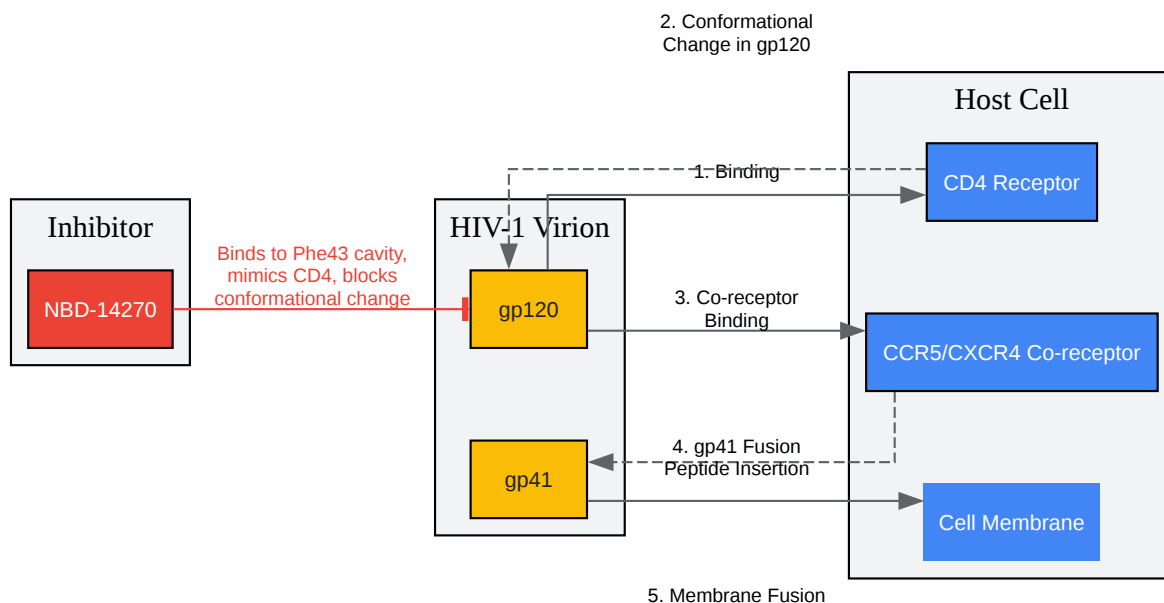 2. Conformational
Change in gp120
Host Cell
1. Binding
CD4 Receptor
Inhibitor
HIV-1 Virion
Binds to Phe43 cavity,
mimics CD4, blocks
conformational change
NBD-14270
gp120
3. Co-receptor
Binding
CCR5/CXCR4 Co-receptor
4. gp41 Fusion
Peptide Insertion
gp41
Cell Membrane
5. Membrane Fusion